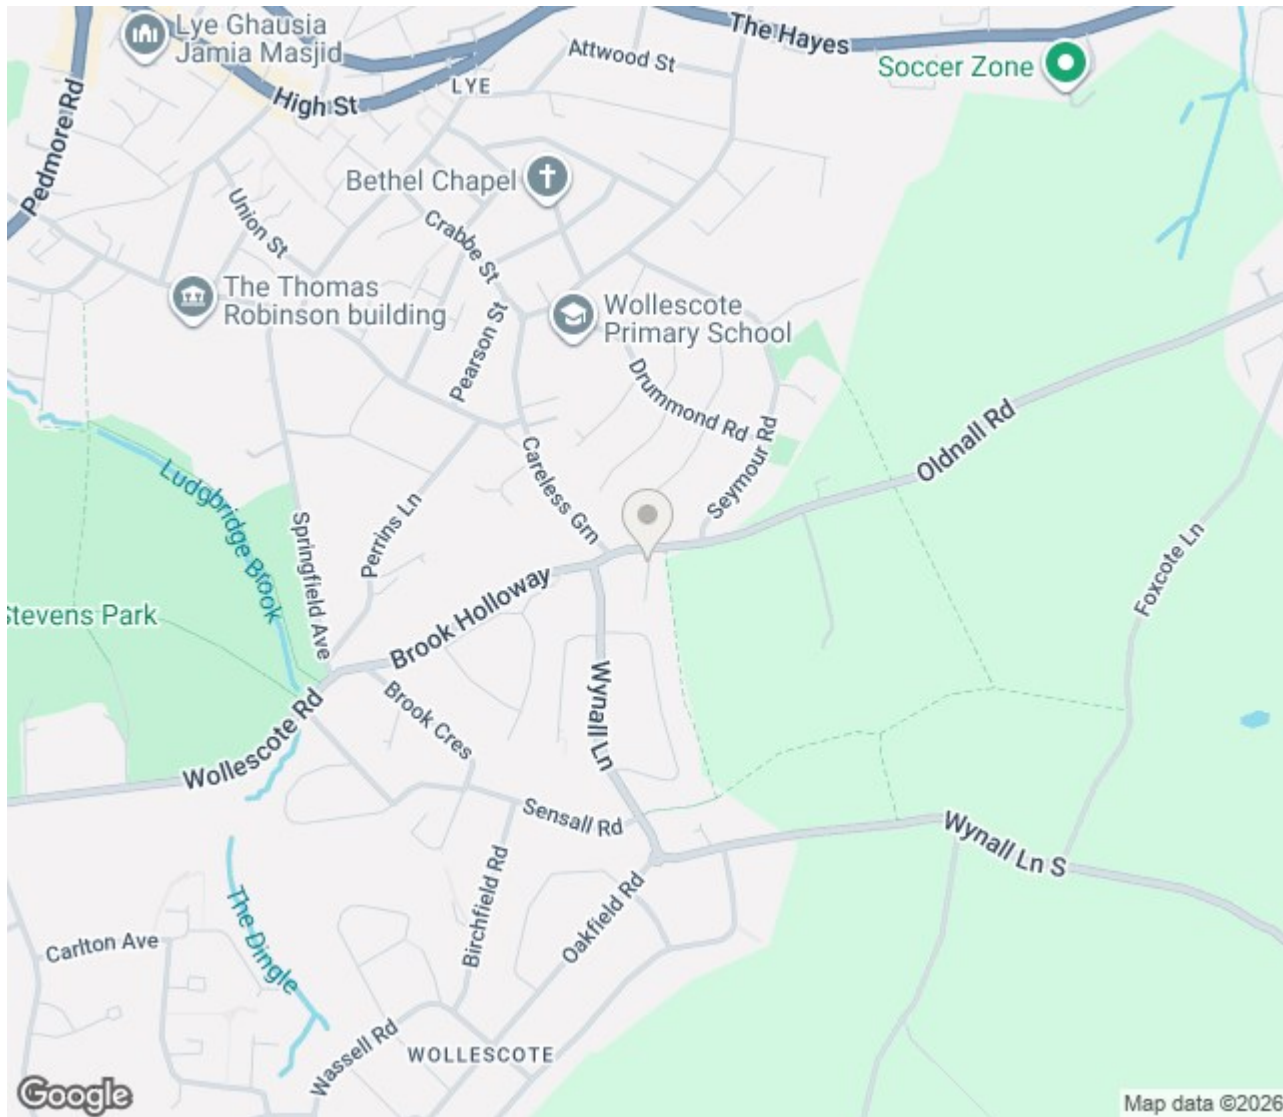 Lye Ghausia
Jamia Masjid
The Hayes
Attwood St
Soccer Zone
LYE
High St
Pedmore Rd
Bethel Chapel
Union St
Crabbe St
The Thomas
Robinson building
Wollescote
Primary School
Pearson St
Drummond Rd
Oldnall Rd
Seymour Rd
Careless Grn
Ludgbridge Brook
Perrins Ln
Springfield Ave
Foxcote Ln
Stevens Park
Brook Holloway
Wynall Ln
Brook Cres
Wollescote Rd
Sensall Rd
Wynall Ln S
Birchfield Rd
Oakfield Rd
The Dingle
Carlton Ave
Wassell Rd
WOLLESCOTE
Google
Map data ©2026